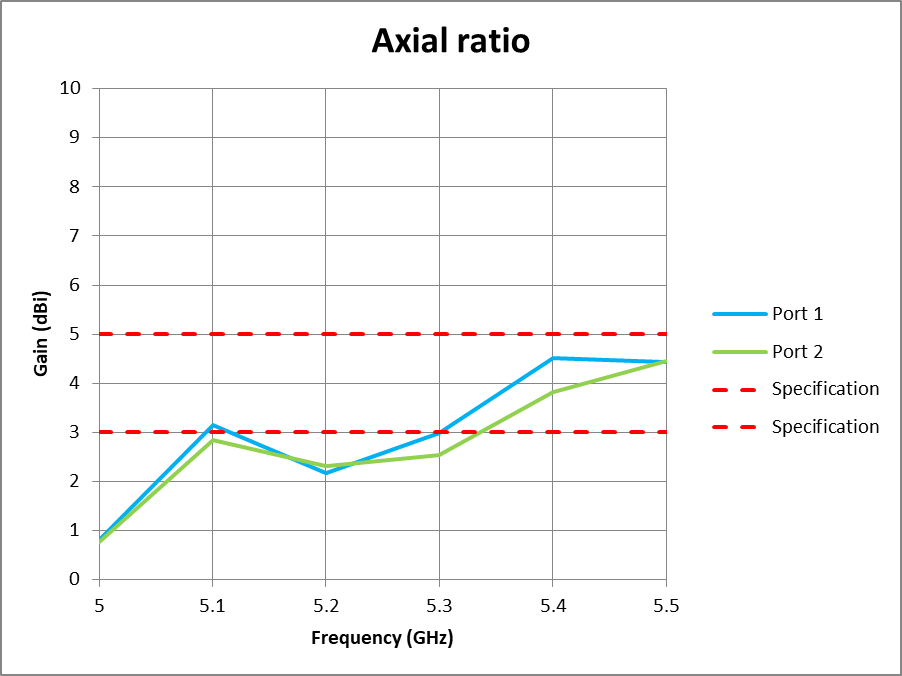 Axial ratio
10
9
8
7
6
5
4
3
2
1
0
Gain (dBi)
5
5.1
5.2
5.3
5.4
5.5
Frequency (GHz)
Port 1
Port 2
Specification
Specification